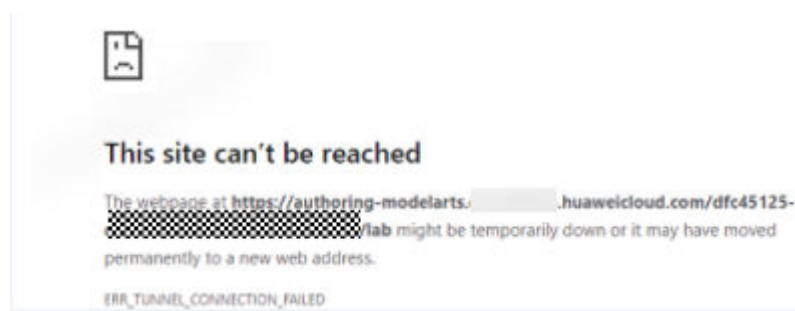 This site can't be reached
The webpage at https://authoring-modelarts. .huaweicloud.com/dfc45125-
/lab might be temporarily down or it may have moved
permanently to a new web address.
ERR_TUNNEL_CONNECTION_FAILED